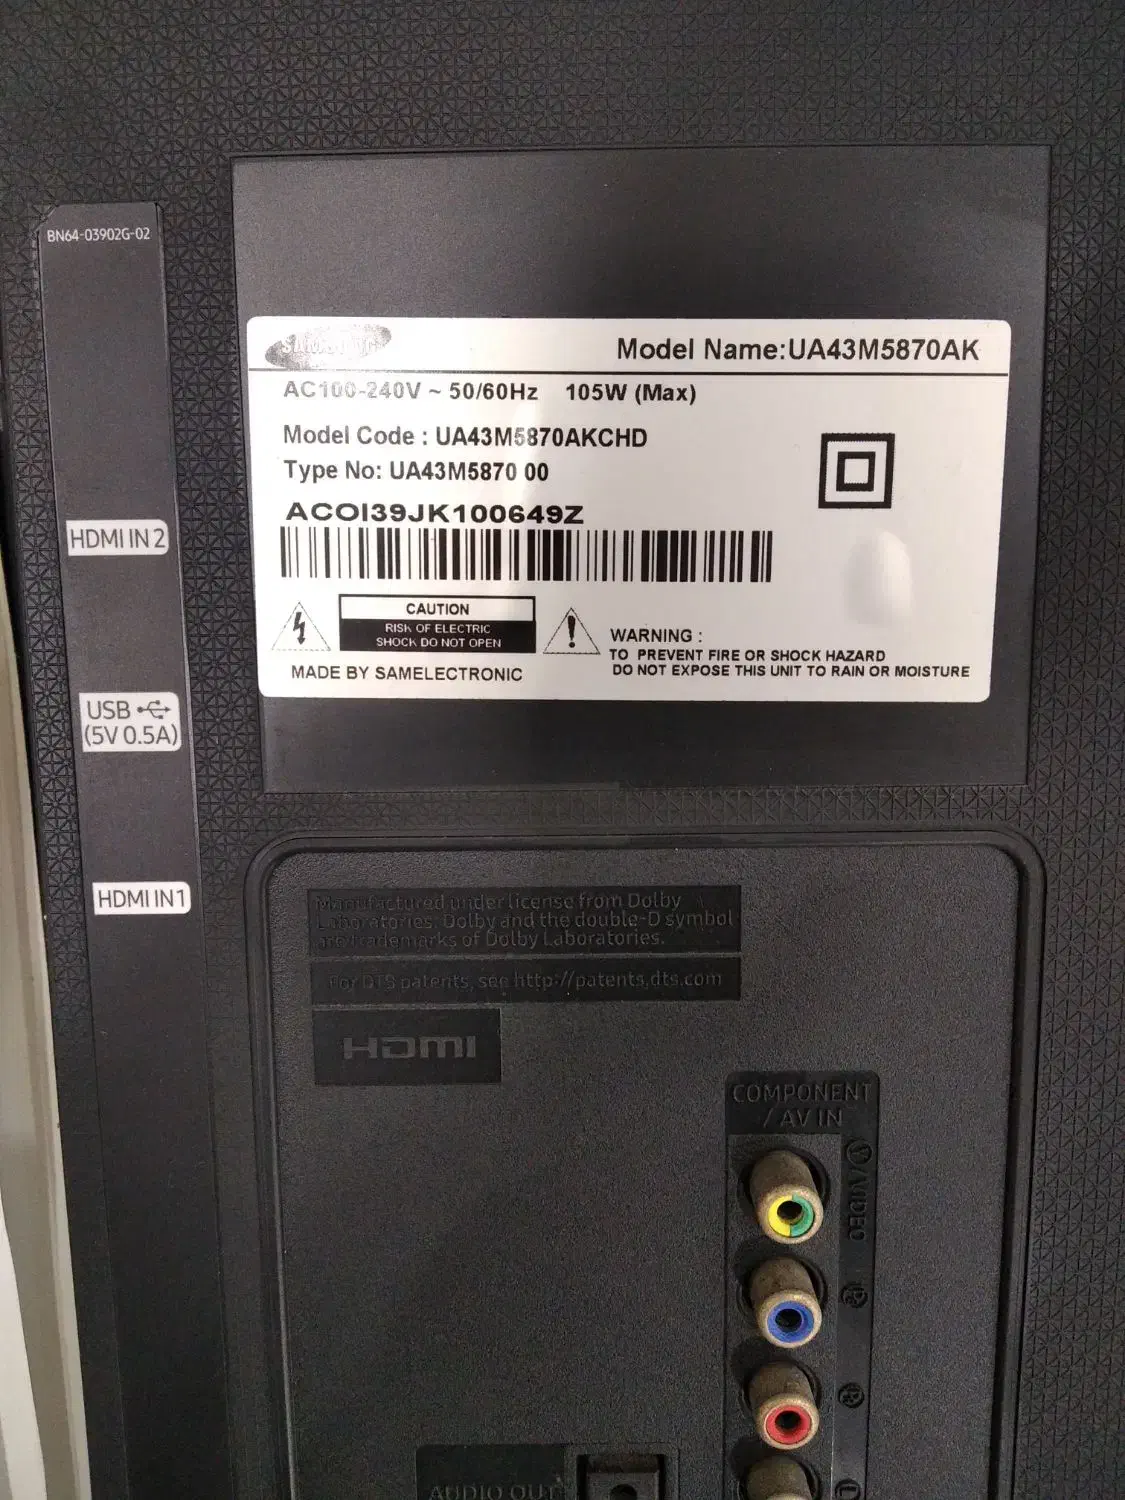 BN64-03902G-02
HDMI IN 2
USB
(5V 0.5A)
HDMI IN 1
SAMSUNG
Model Name:UA43M5870AK
AC100-240V ~ 50/60Hz 105W (Max)
Model Code : UA43M5870AKCHD
Type No: UA43M5870 00
ACOI39JK100649Z
CAUTION
RISK OF ELECTRIC
SHOCK DO NOT OPEN
WARNING :
TO PREVENT FIRE OR SHOCK HAZARD
DO NOT EXPOSE THIS UNIT TO RAIN OR MOISTURE
MADE BY SAMELECTRONIC
Manufactured under license from Dolby
Laboratories. Dolby and the double-D symbol
are trademarks of Dolby Laboratories.
For DTS patents, see http://patents.dts.com
HDMI
COMPONENT
/ AV IN
Y/VIDEO
PB
PR
L
AUDIO OUT